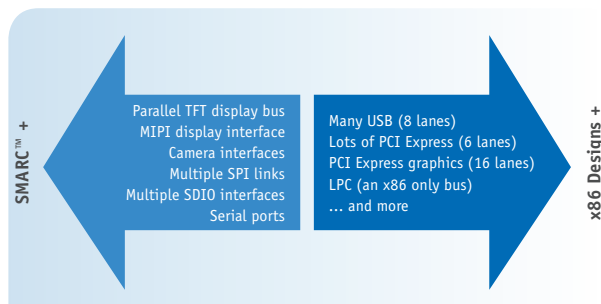 SMARC™ +
Parallel TFT display bus
MIPI display interface
Camera interfaces
Multiple SPI links
Multiple SDIO interfaces
Serial ports
Many USB (8 lanes)
Lots of PCI Express (6 lanes)
PCI Express graphics (16 lanes)
LPC (an x86 only bus)
... and more
x86 Designs +